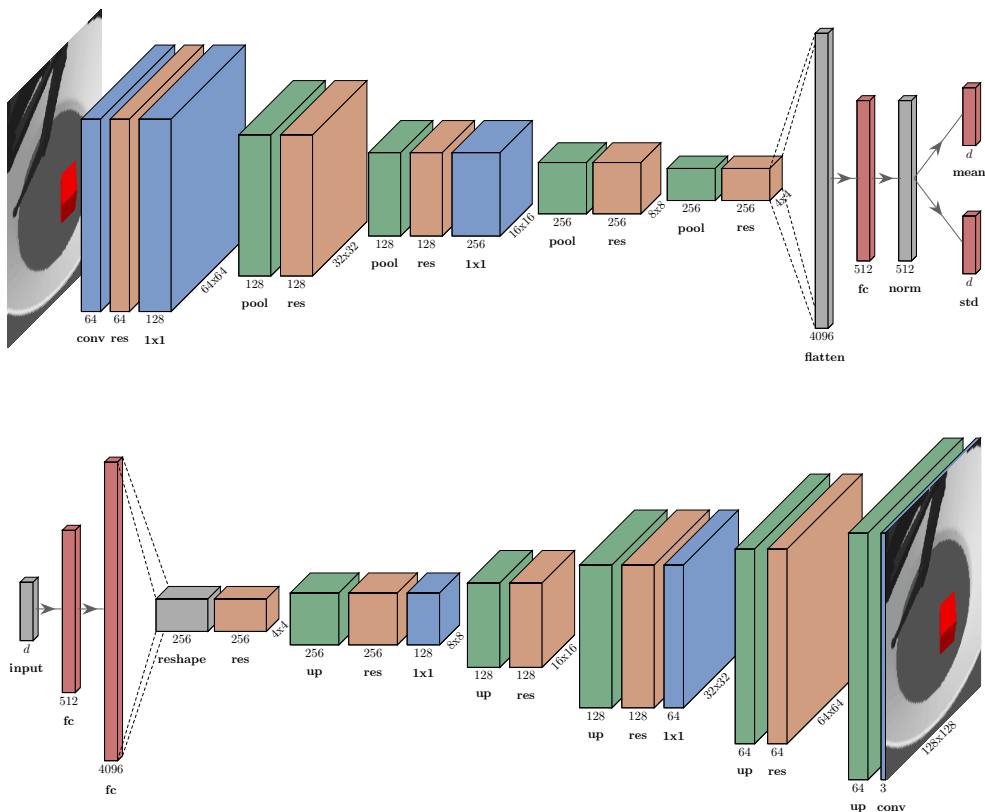 64 64 128 64x64
conv res 1x1
128 128 32x32
pool res
128 128 256 16x16
pool res 1x1
256 256 8x8
pool res
256 256 4x4
pool res
4096
flatten
512
fc
512
norm
d
mean
d
std
d
input
512
fc
4096
fc
256 256 4x4
reshape res
256 256 128 8x8
up res 1x1
128 128 16x16
up res
128 128 64 32x32
up res 1x1
64 64 64x64
up res
64 3 128x128
up conv